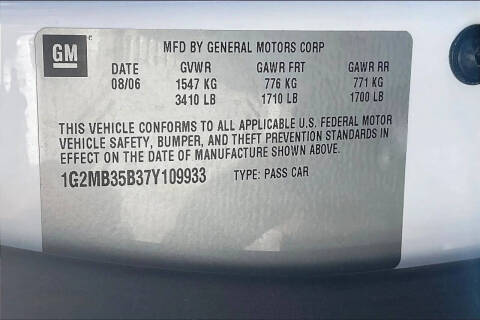 GM
MFD BY GENERAL MOTORS CORP
DATE GVWR GAWR FRT GAWR RR
08/06 1547 KG 776 KG 771 KG
3410 LB 1710 LB 1700 LB
THIS VEHICLE CONFORMS TO ALL APPLICABLE U.S. FEDERAL MOTOR
VEHICLE SAFETY, BUMPER, AND THEFT PREVENTION STANDARDS IN
EFFECT ON THE DATE OF MANUFACTURE SHOWN ABOVE.
1G2MB35B37Y109933 TYPE: PASS CAR